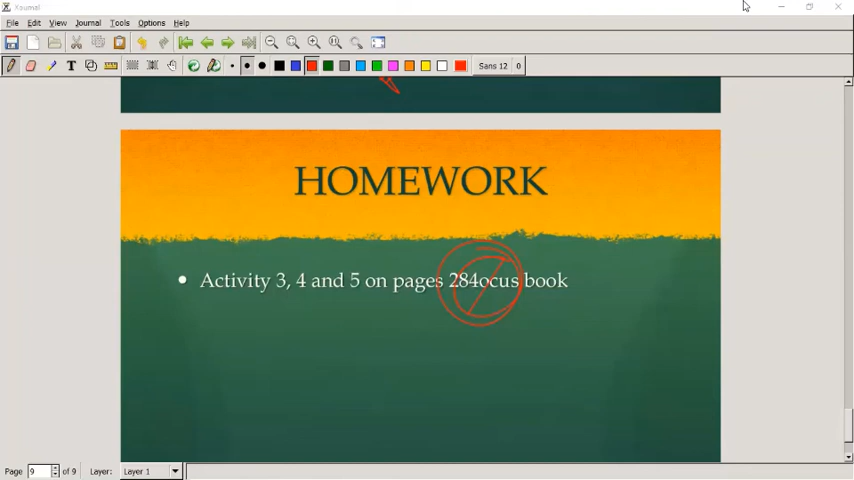 Xournal
File Edit View Journal Tools Options Help
Sans 12 0
HOMEWORK
• Activity 3, 4 and 5 on pages 284ocus book
Page 9 of 9 Layer: Layer 1